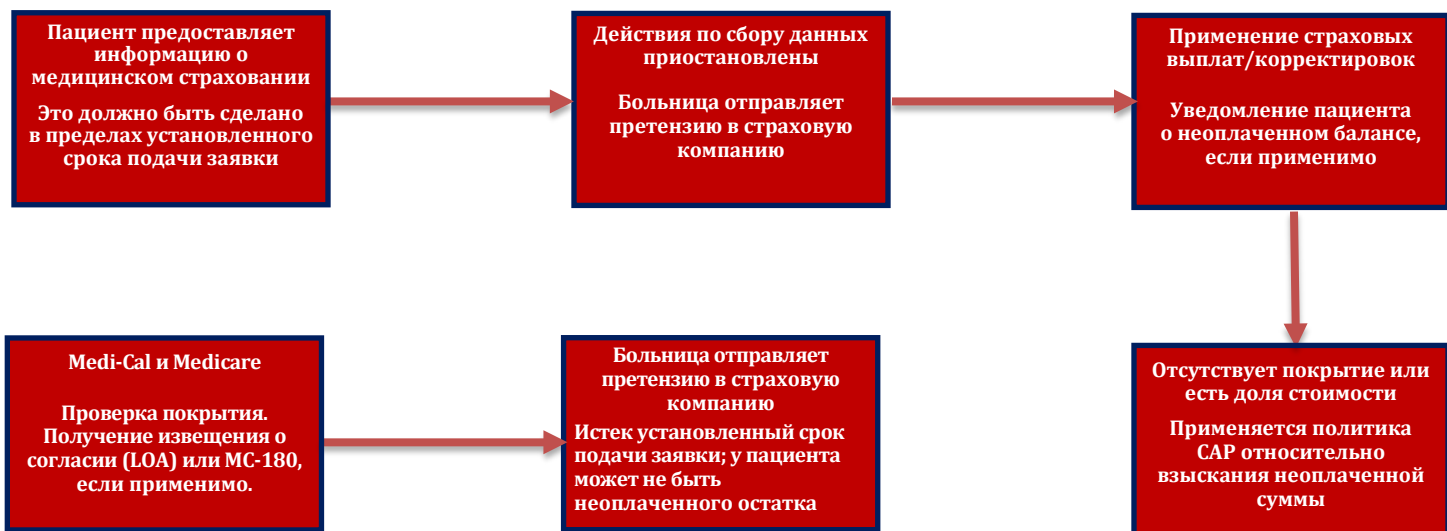 Пациент предоставляет
информацию о
медицинском страховании
Это должно быть сделано
в пределах установленного
срока подачи заявки
Действия по сбору данных
приостановлены
Больница отправляет
претензию в страховую
компанию
Применение страховых
выплат/корректировок
Уведомление пациента
о неоплаченном балансе,
если применимо
Medi-Cal и Medicare
Проверка покрытия.
Получение извещения о
согласии (LOA) или MC-180,
если применимо.
Больница отправляет
претензию в страховую
компанию
Истек установленный срок
подачи заявки; у пациента
может не быть
неоплаченного остатка
Отсутствует покрытие или
есть доля стоимости
Применяется политика
CAP относительно
взыскания неоплаченной
суммы